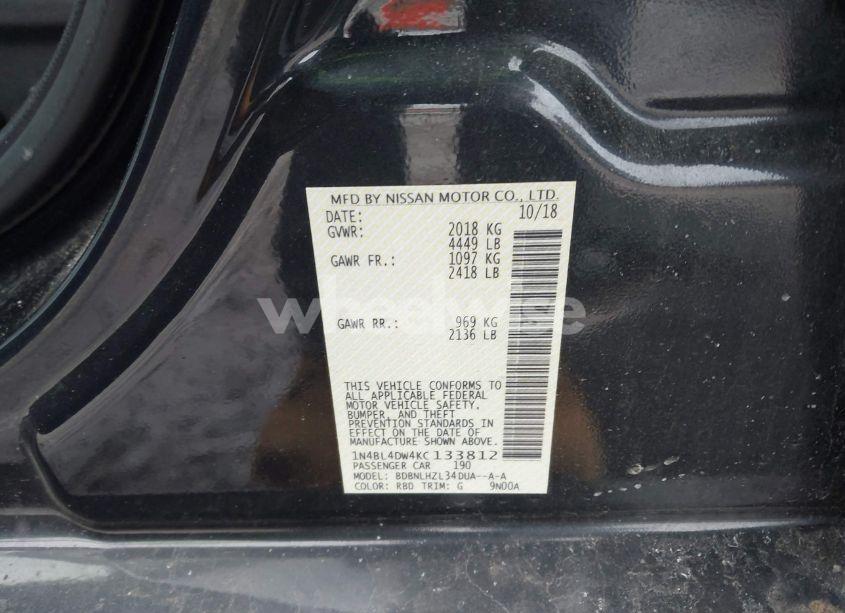 MFD BY NISSAN MOTOR CO., LTD.
DATE: 10/18
GVWR: 2018 KG
4449 LB
GAWR FR.: 1097 KG
2418 LB
wheelwise
GAWR RR.: 969 KG
2136 LB
THIS VEHICLE CONFORMS TO
ALL APPLICABLE FEDERAL
MOTOR VEHICLE SAFETY,
BUMPER, AND THEFT
PREVENTION STANDARDS IN
EFFECT ON THE DATE OF
MANUFACTURE SHOWN ABOVE.
1N4BL4DW4KC133812
PASSENGER CAR 190
MODEL: BDBNLHZL34DUA--A-A
COLOR: RBD TRIM: G 9N00A